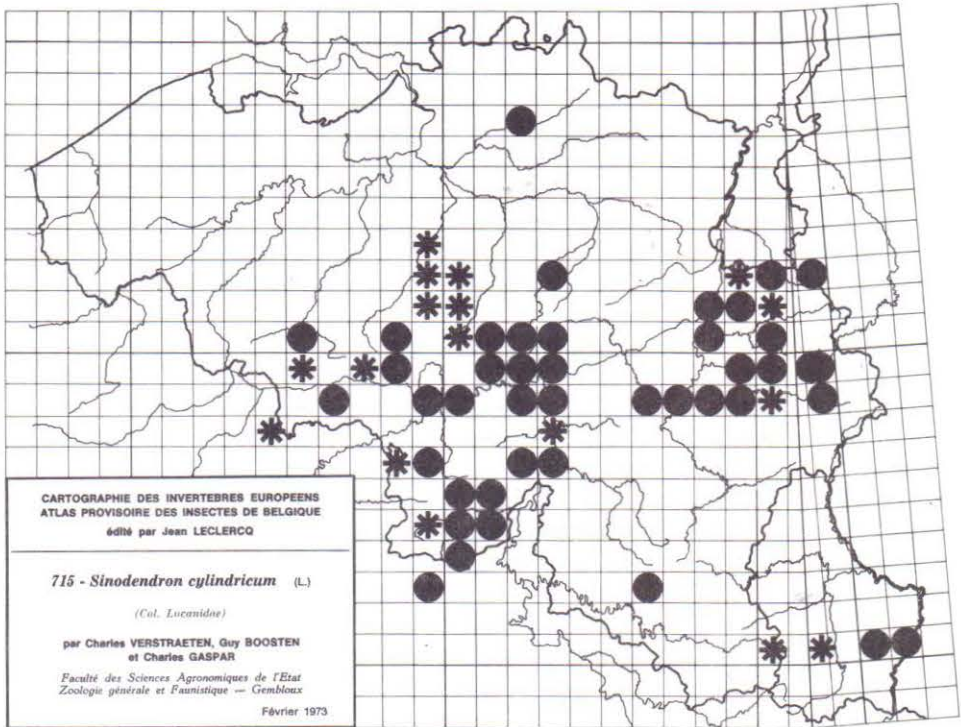 CARTOGRAPHIE DES INVERTEBRES EUROPEENS
ATLAS PROVISOIRE DES INSECTES DE BELGIQUE
édité par Jean LECLERCQ
715 - Sinodendron cylindricum (L.)
(Col. Lucanidae)
par Charles VERSTRAETEN, Guy BOOSTEN
et Charles GASPAR
Faculté des Sciences Agronomiques de l'Etat
Zoologie générale et Faunistique — Gembloux
Février 1973